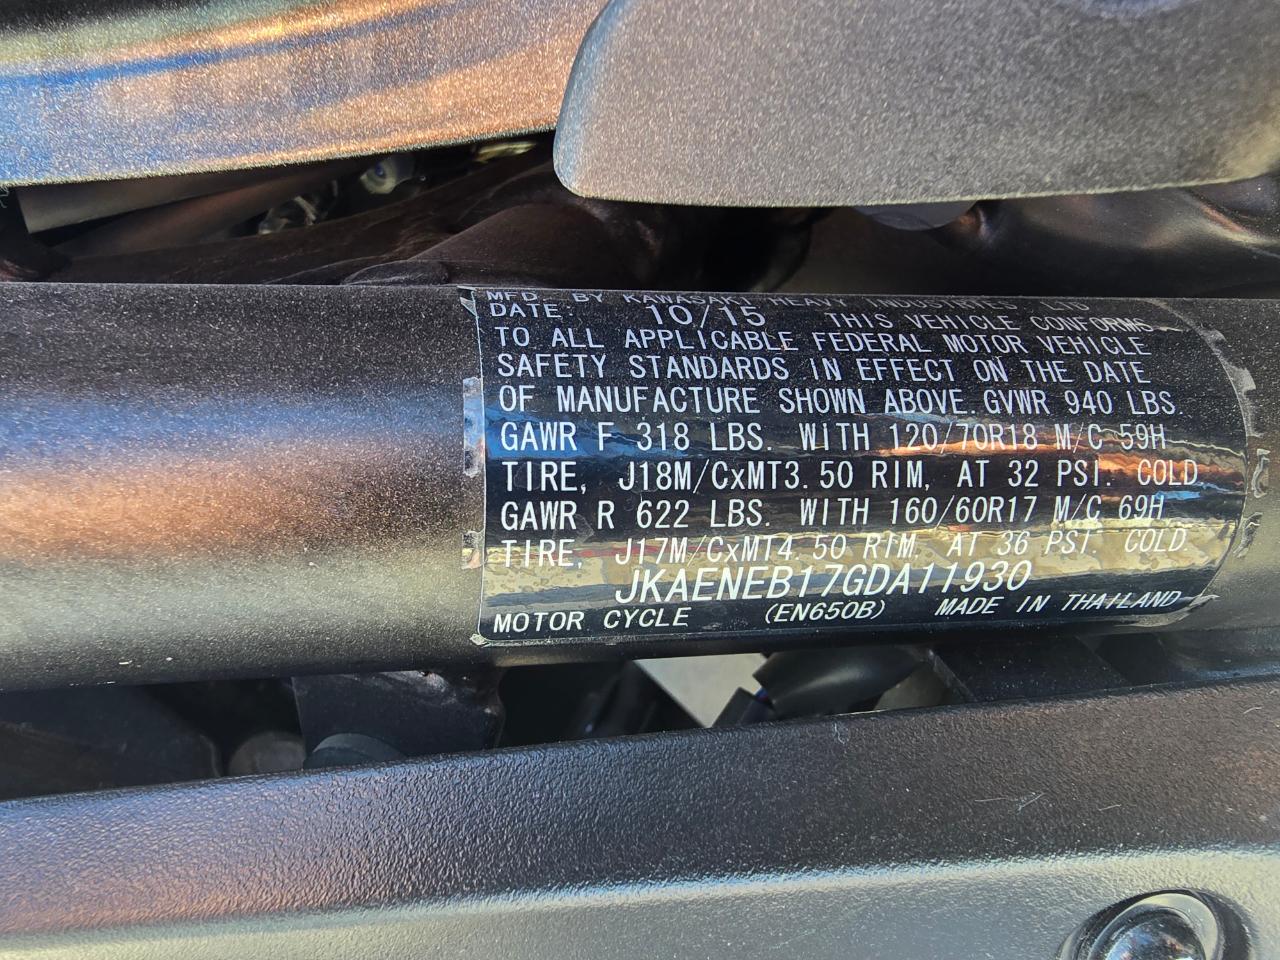 MFD. BY KAWASAKI HEAVY INDUSTRIES LTD
DATE: 10/15 THIS VEHICLE CONFORMS
TO ALL APPLICABLE FEDERAL MOTOR VEHICLE
SAFETY STANDARDS IN EFFECT ON THE DATE
OF MANUFACTURE SHOWN ABOVE. GVWR 940 LBS.
GAWR F 318 LBS. WITH 120/70R18 M/C 59H
TIRE, J18M/CxMT3.50 RIM, AT 32 PSI. COLD
GAWR R 622 LBS. WITH 160/60R17 M/C 69H
TIRE, J17M/CxMT4.50 RIM, AT 36 PSI. COLD.
JKAENEB17GDA11930
MOTOR CYCLE (EN650B) MADE IN THAILAND